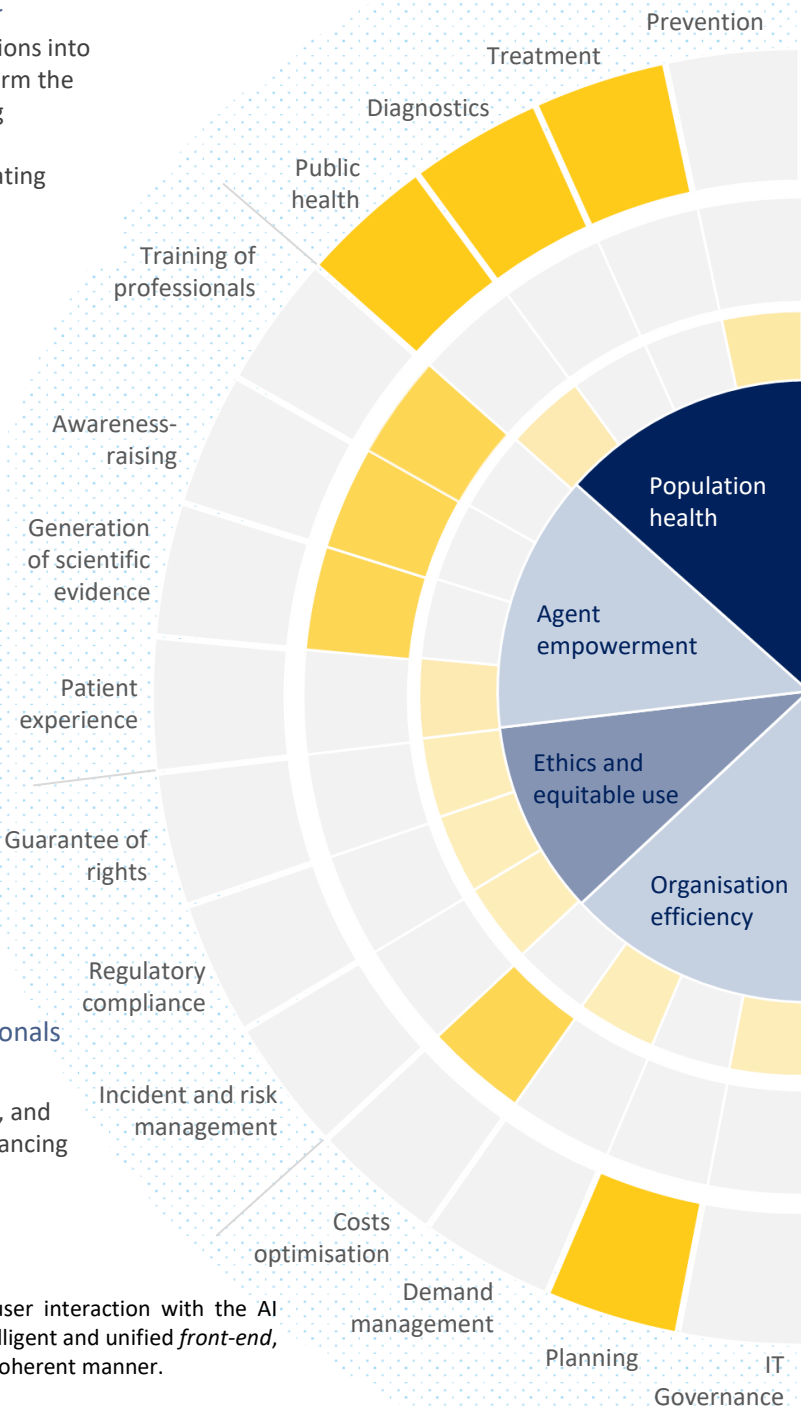 ions into
rm the
ating
Prevention
Treatment
Diagnostics
Public
health
Training of
professionals
Awareness-
raising
Generation
of scientific
evidence
Patient
experience
Guarantee of
rights
Regulatory
compliance
Incident and risk
management
Costs
optimisation
Demand
management
Planning
IT
Governance
Population
health
Agent
empowerment
Ethics and
equitable use
Organisation
efficiency
onals
, and
ancing
user interaction with the AI
lligent and unified front-end,
coherent manner.